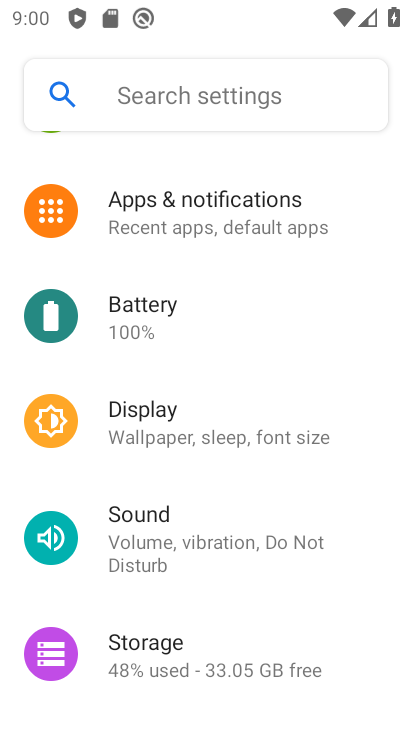 9:00
Search settings
Apps & notifications
Recent apps, default apps
Battery
100%
Display
Wallpaper, sleep, font size
Sound
Volume, vibration, Do Not
Disturb
Storage
48% used - 33.05 GB free